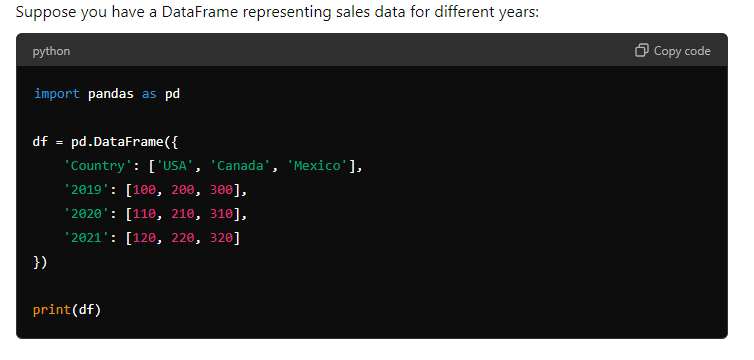 Suppose you have a DataFrame representing sales data for different years:
python
Copy code
import pandas as pd
df = pd.DataFrame({
    'Country': ['USA', 'Canada', 'Mexico'],
    '2019': [100, 200, 300],
    '2020': [110, 210, 310],
    '2021': [120, 220, 320]
})
print(df)